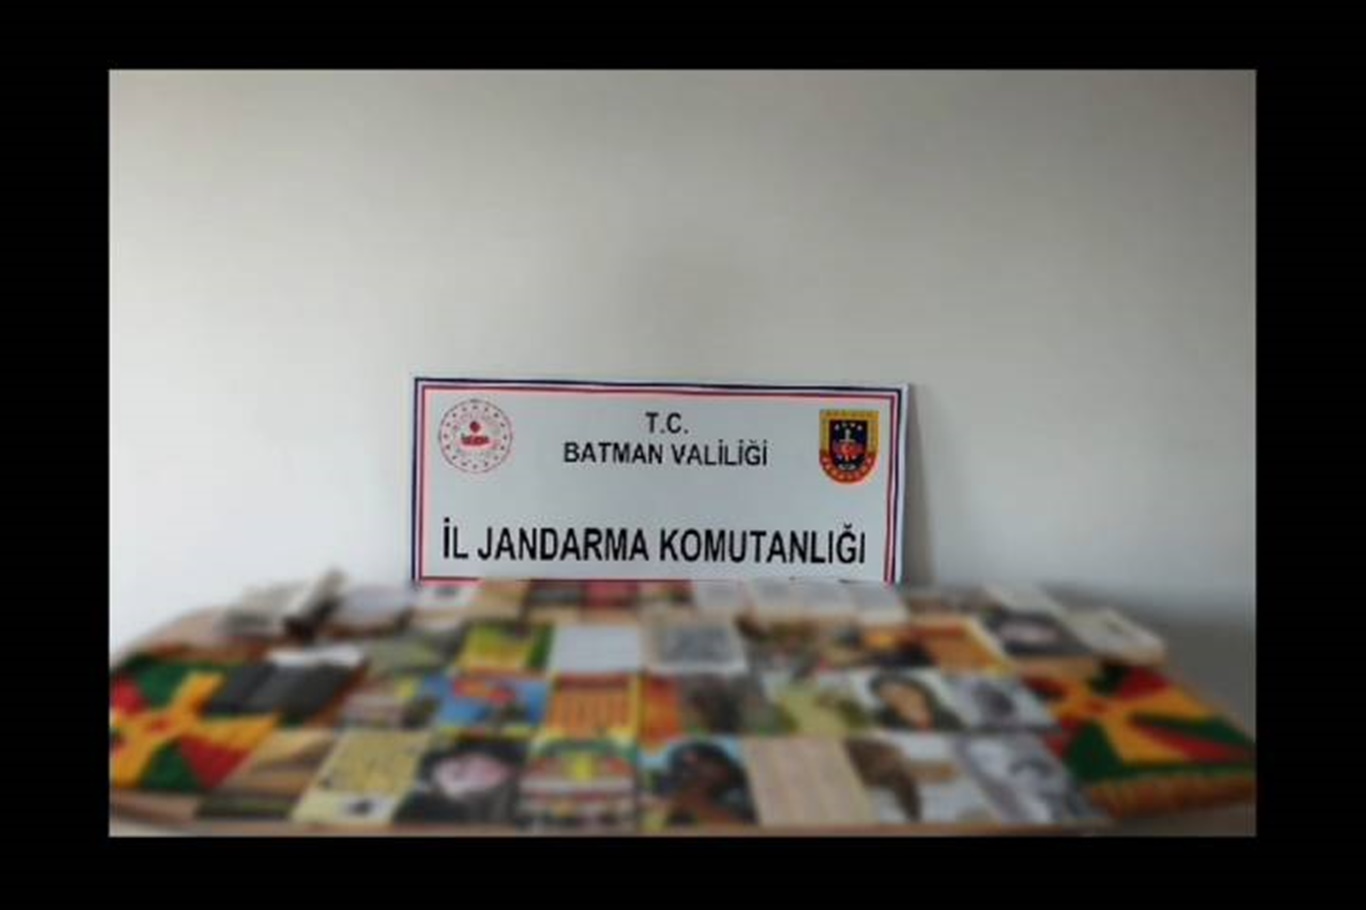 T.C.
BATMAN VALİLİĞİ
İL JANDARMA KOMUTANLIĞI